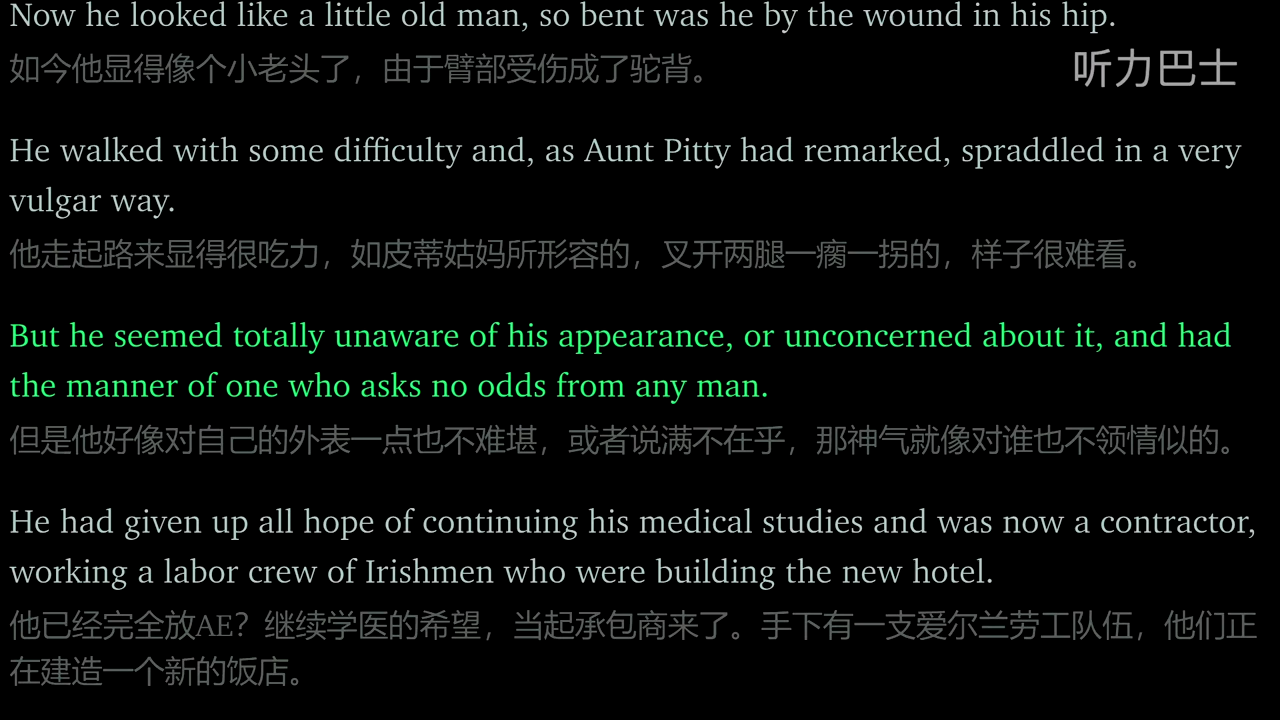 Now he looked like a little old man, so bent was he by the wound in his hip.
如今他显得像个小老头了，由于臂部受伤成了驼背。
听力巴士
He walked with some difficulty and, as Aunt Pitty had remarked, spraddled in a very
vulgar way.
他走起路来显得很吃力，如皮蒂姑妈所形容的，叉开两腿一瘸一拐的，样子很难看。
But he seemed totally unaware of his appearance, or unconcerned about it, and had
the manner of one who asks no odds from any man.
但是他好像对自己的外表一点也不难堪，或者说满不在乎，那神气就像对谁也不领情似的。
He had given up all hope of continuing his medical studies and was now a contractor,
working a labor crew of Irishmen who were building the new hotel.
他已经完全放AE？继续学医的希望，当起承包商来了。手下有一支爱尔兰劳工队伍，他们正
在建造一个新的饭店。